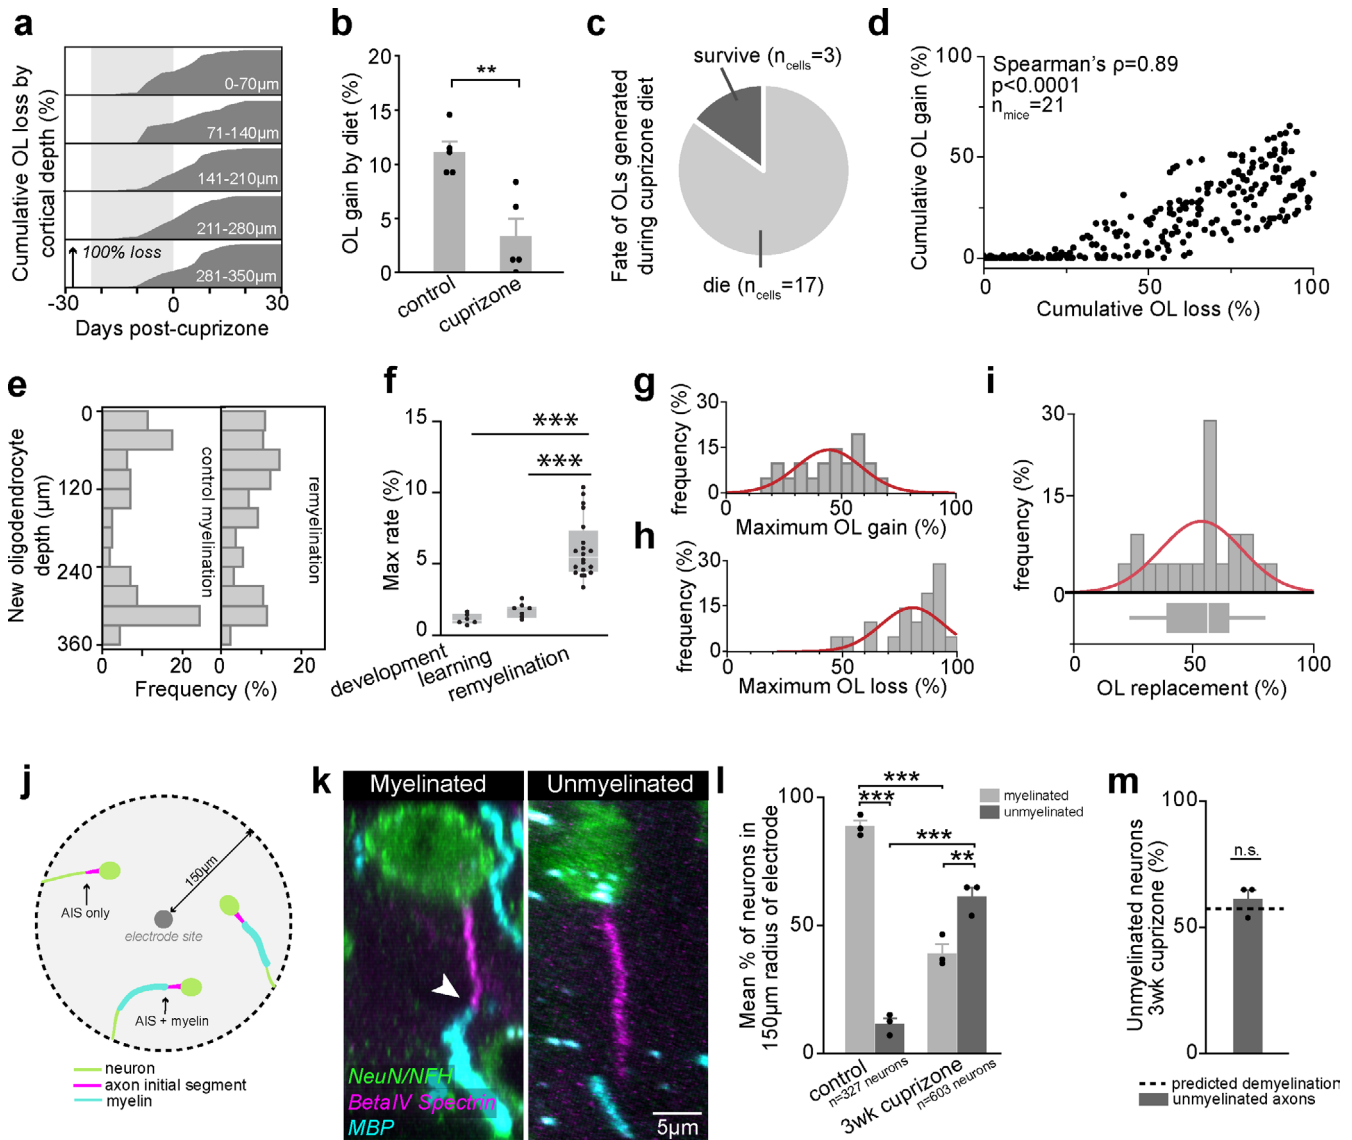 a
Cumulative OL loss by
cortical depth (%)
0-70µm
71-140µm
141-210µm
211-280µm
281-350µm
100% loss
-30
0
30
Days post-cuprizone
b
OL gain by diet (%)
20
15
10
5
0
**
control
cuprizone
c
Fate of OLs generated
during cuprizone diet
survive (ncells=3)
die (ncells=17)
d
Cumulative OL gain (%)
100
50
0
Spearman's ρ=0.89
p<0.0001
nmice=21
0
50
100
Cumulative OL loss (%)
e
New oligodendrocyte
depth (µm)
0
120
240
360
control myelination
remyelination
0
20
0
20
Frequency (%)
f
Max rate (%)
15
10
5
0
***
***
development
learning
remyelination
g
frequency (%)
30
15
0
0
50
100
Maximum OL gain (%)
h
frequency (%)
30
15
0
0
50
100
Maximum OL loss (%)
i
frequency (%)
30
15
0
0
50
100
OL replacement (%)
j
150µm
AIS only
electrode site
AIS + myelin
neuron
axon initial segment
myelin
k
Myelinated
Unmyelinated
NeuN/NFH
BetaIV Spectrin
MBP
5µm
l
Mean % of neurons in
150µm radius of electrode
100
50
0
***
***
***
**
myelinated
unmyelinated
control
n=327 neurons
3wk cuprizone
n=603 neurons
m
Unmyelinated neurons
3wk cuprizone (%)
100
50
0
n.s.
predicted demyelination
unmyelinated axons